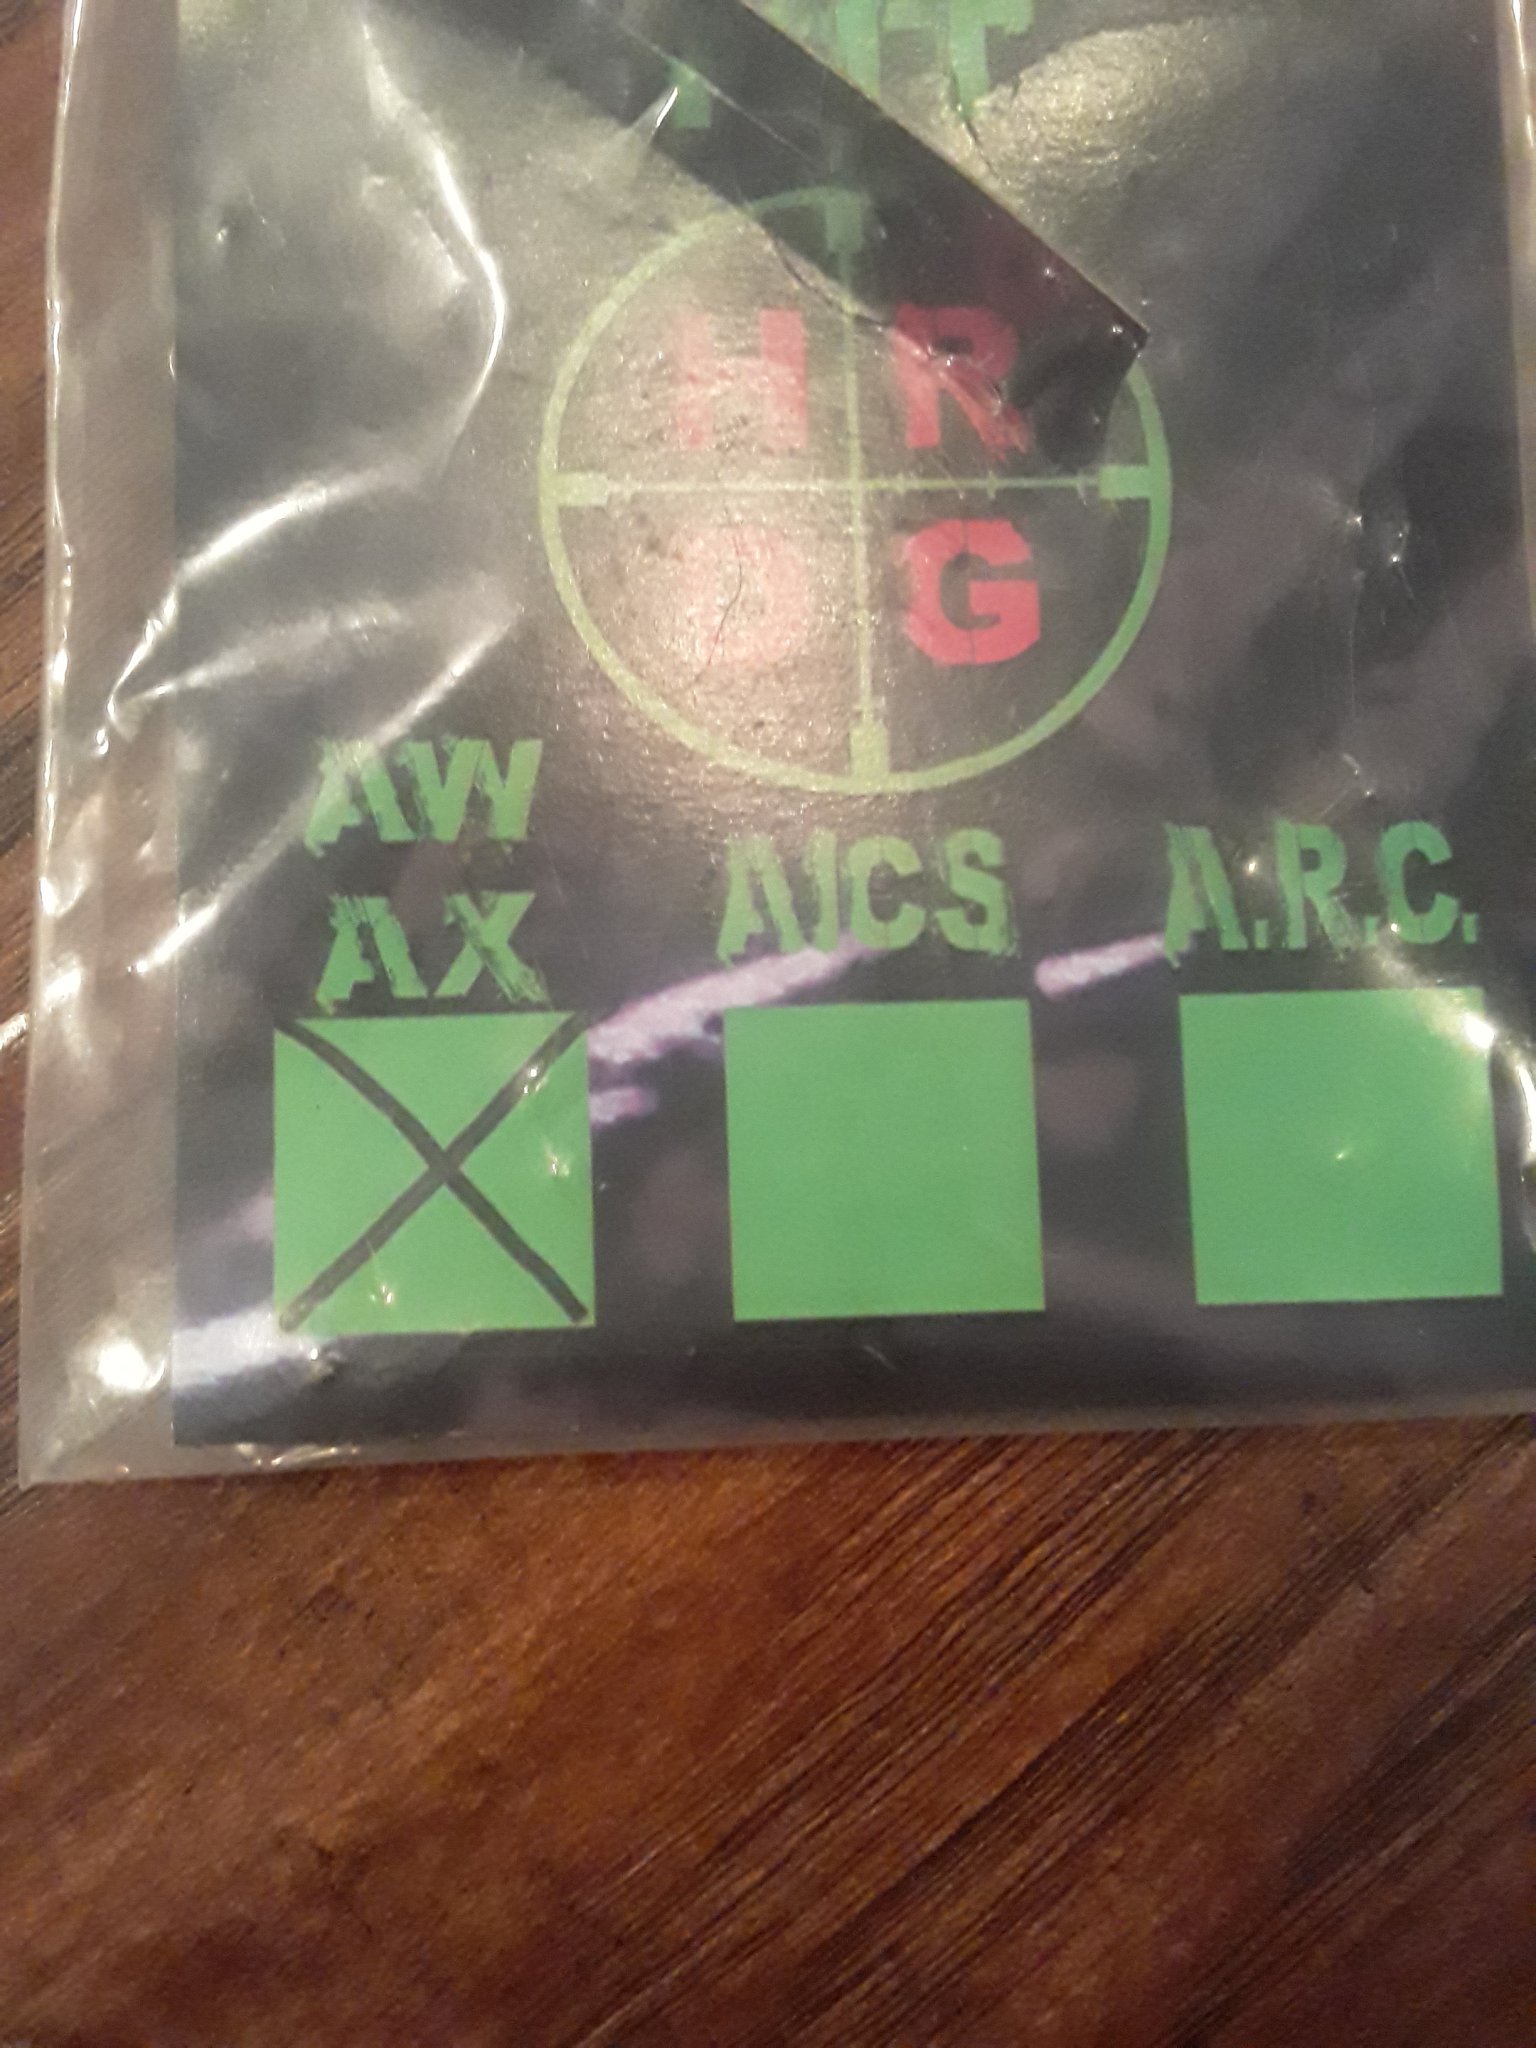 H R
D G
AW
AX
AICS
A.R.C.